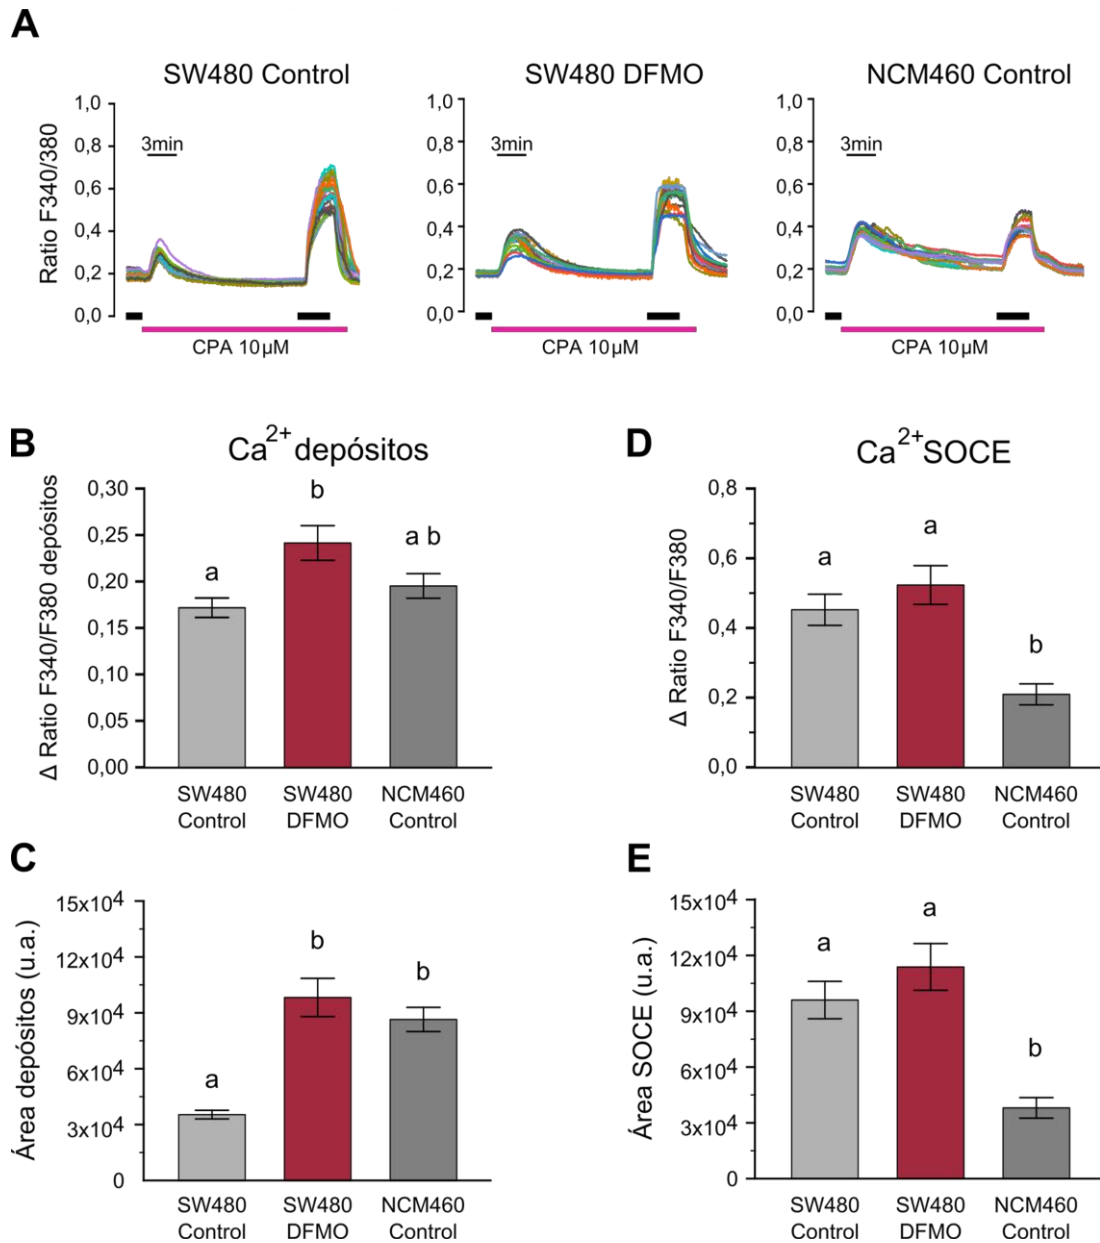 A
SW480 Control
SW480 DFMO
NCM460 Control
Ratio F340/380
1,0
0,8
0,6
0,4
0,2
0,0
3min
CPA 10µM
1,0
0,8
0,6
0,4
0,2
0,0
3min
CPA 10µM
1,0
0,8
0,6
0,4
0,2
0,0
3min
CPA 10µM
B
Ca²⁺ depósitos
Δ Ratio F340/F380 depósitos
0,30
0,25
0,20
0,15
0,10
0,05
0,00
a
b
a b
SW480
Control
SW480
DFMO
NCM460
Control
D
Ca²⁺SOCE
Δ Ratio F340/F380
0,8
0,6
0,4
0,2
0,0
a
a
b
SW480
Control
SW480
DFMO
NCM460
Control
C
Área depósitos (u.a.)
15x10⁴
12x10⁴
9x10⁴
6x10⁴
3x10⁴
0
a
b
b
SW480
Control
SW480
DFMO
NCM460
Control
E
Área SOCE (u.a.)
15x10⁴
12x10⁴
9x10⁴
6x10⁴
3x10⁴
0
a
a
b
SW480
Control
SW480
DFMO
NCM460
Control